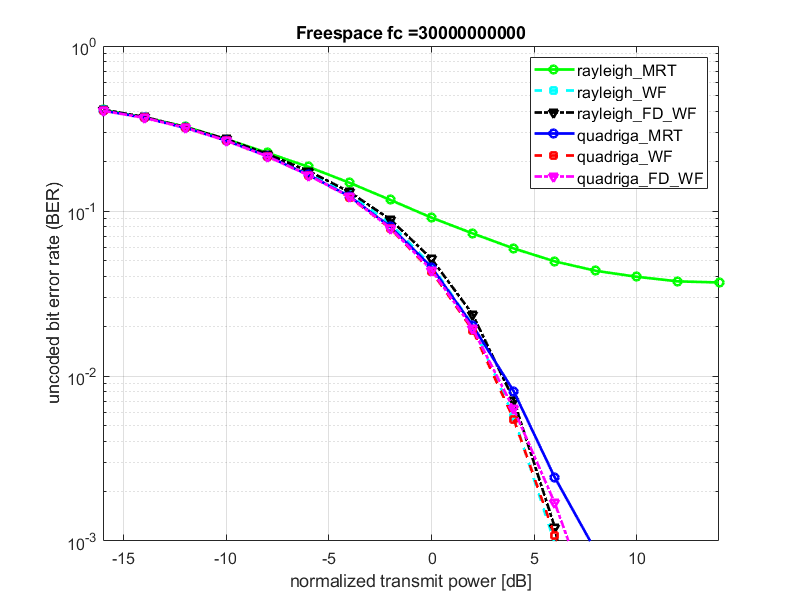 Freespace fc =30000000000
10^0
10^-1
10^-2
10^-3
uncoded bit error rate (BER)
rayleigh_MRT
rayleigh_WF
rayleigh_FD_WF
quadriga_MRT
quadriga_WF
quadriga_FD_WF
-15 -10 -5 0 5 10
normalized transmit power [dB]